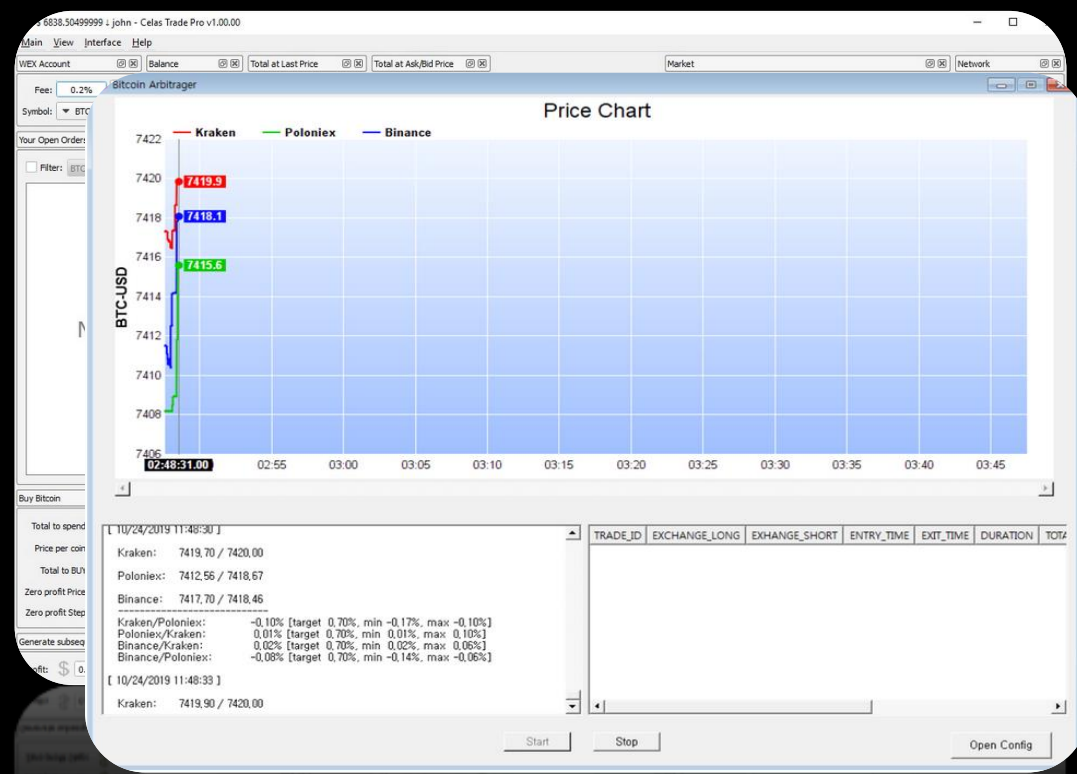 6838.50499999 ↓ john - Celas Trade Pro v1.00.00
Main View Interface Help
WEX Account Balance Total at Last Price Total at Ask/Bid Price Market Network
Fee: 0.2%
Symbol: BTC
Your Open Orders
Filter: BTC
Buy Bitcoin
Total to spend
Price per coin
Total to BUY
Zero profit Price
Zero profit Step
Generate subseq
Bitcoin Arbitrager
Price Chart
Kraken Poloniex Binance
7422
7420
7418
7416
7414
7412
7410
7408
7406
7419.9
7418.1
7415.6
BTC-USD
02:48:31.00 02:55 03:00 03:05 03:10 03:15 03:20 03:25 03:30 03:35 03:40 03:45
[ 10/24/2019 11:48:30 ]
Kraken: 7419,70 / 7420,00
Poloniex: 7412,56 / 7418,67
Binance: 7417,70 / 7418,46
----------------------------
Kraken/Poloniex: -0,10% [target 0,70%, min -0,17%, max -0,10%]
Poloniex/Kraken: 0,01% [target 0,70%, min 0,01%, max 0,10%]
Binance/Kraken: 0,02% [target 0,70%, min 0,02%, max 0,06%]
Binance/Poloniex: -0,08% [target 0,70%, min -0,14%, max -0,06%]
[ 10/24/2019 11:48:33 ]
Kraken: 7419,90 / 7420,00
TRADE_ID EXCHANGE_LONG EXHANGE_SHORT ENTRY_TIME EXIT_TIME DURATION TOTA
Start Stop Open Config